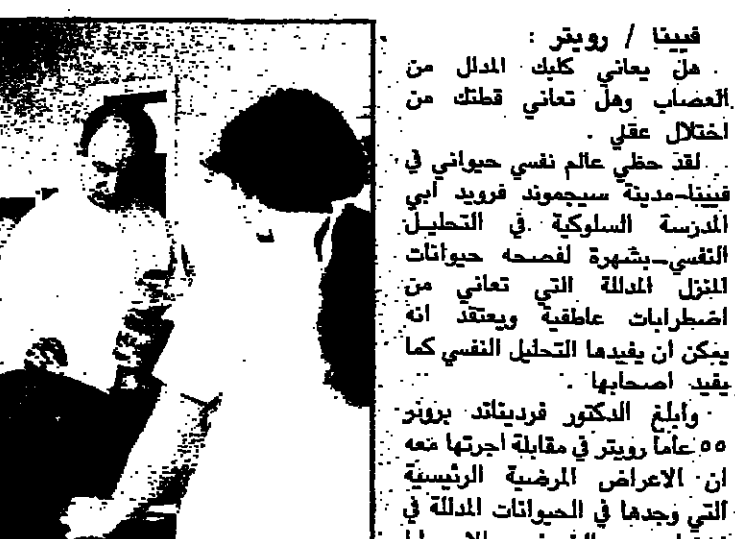 فيينا / رويتر :
هل يعاني كلبك المدلل من
العصاب وهل تعاني قطتك من
اختلال عقلي .
لقد حظي عالم نفسي حيواني في
فيينا-مدينة سيجموند فرويد ابي
المدرسة السلوكية في التحليل
النفسي-بشهرة لفحصه حيوانات
المنزل المدللة التي تعاني من
اضطرابات عاطفية ويعتقد انه
يمكن ان يفيدها التحليل النفسي كما
يفيد اصحابها .
وابلغ الدكتور فرديناند برونر
٥٥ عاما رويتر في مقابلة اجرتها معه
ان الاعراض المرضية الرئيسية
التي وجدها في الحيوانات المدللة في